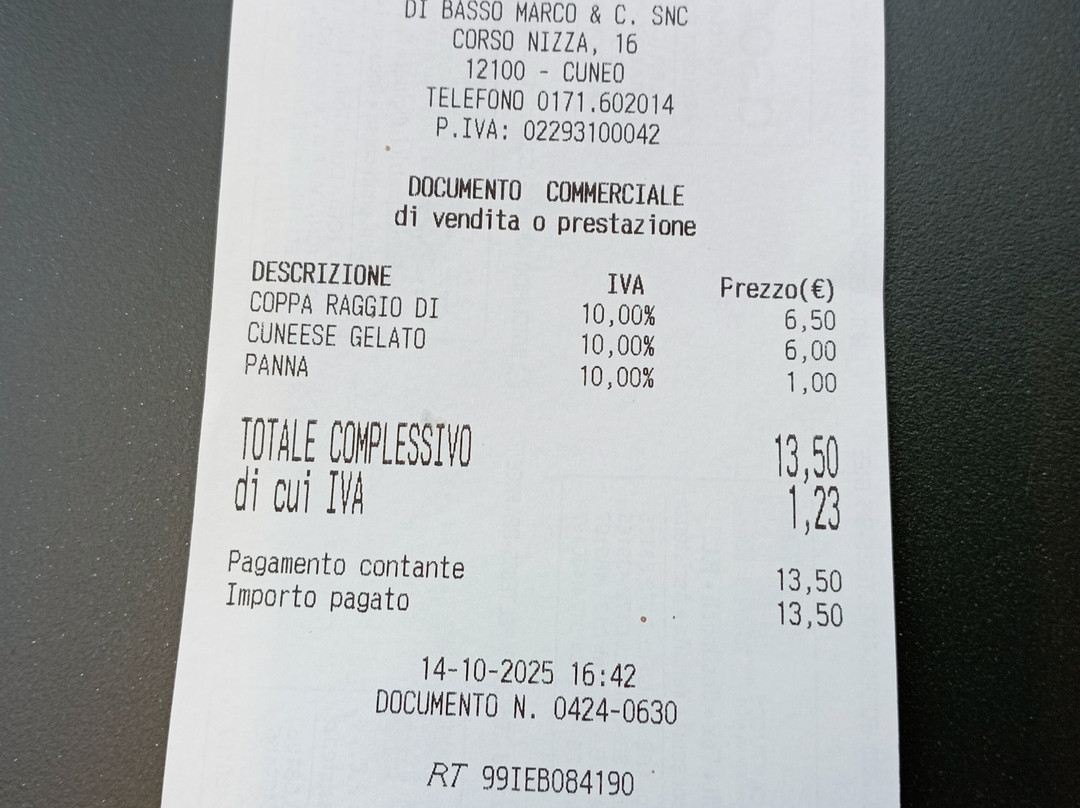 DI BASSO MARCO & C. SNC
CORSO NIZZA, 16
12100 - CUNEO
TELEFONO 0171.602014
P.IVA: 02293100042
DOCUMENTO COMMERCIALE
di vendita o prestazione
DESCRIZIONE IVA Prezzo(€)
COPPA RAGGIO DI 10,00% 6,50
CUNEESE GELATO 10,00% 6,00
PANNA 10,00% 1,00
TOTALE COMPLESSIVO 13,50
di cui IVA 1,23
Pagamento contante 13,50
Importo pagato 13,50
14-10-2025 16:42
DOCUMENTO N. 0424-0630
RT 99IEB084190